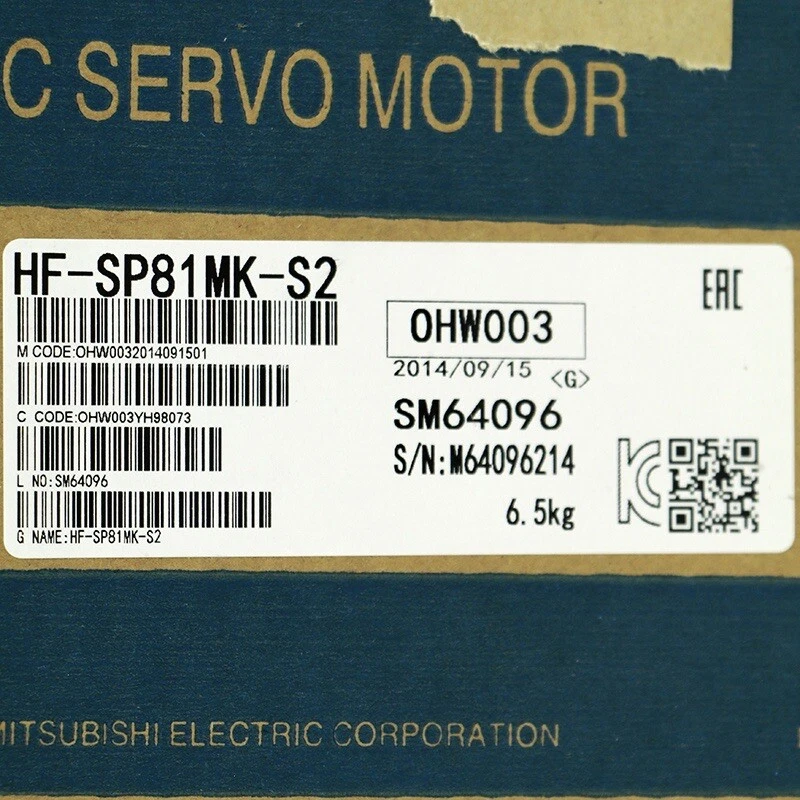 C SERVO MOTOR
HF-SP81MK-S2
M CODE:OHW0032014091501
C CODE:OHW003YH98073
L NO:SM64096
G NAME:HF-SP81MK-S2
OHW003
2014/09/15 <G>
SM64096
S/N:M64096214
6.5kg
EAC
KC
MITSUBISHI ELECTRIC CORPORATION